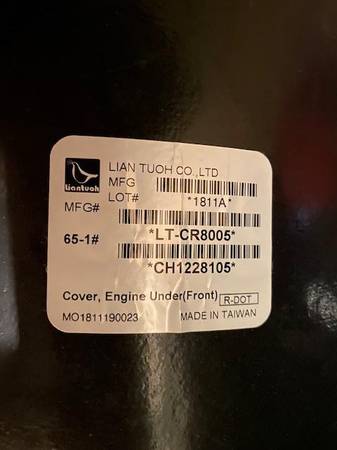 Liantuoh
LIAN TUOH CO.,LTD
MFG
LOT#
*1811A*
MFG#
65-1#
*LT-CR8005*
*CH1228105*
Cover, Engine Under(Front) R-DOT
MO1811190023
MADE IN TAIWAN